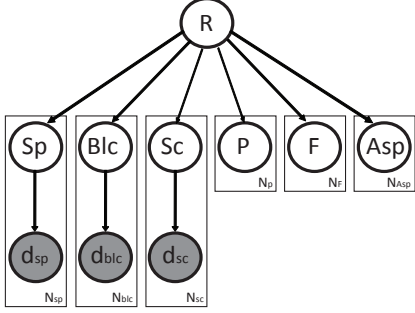 R
Sp Blc Sc P F Asp
Np NF NAsp
dsp dblc dsc
Nsp Nblc Nsc